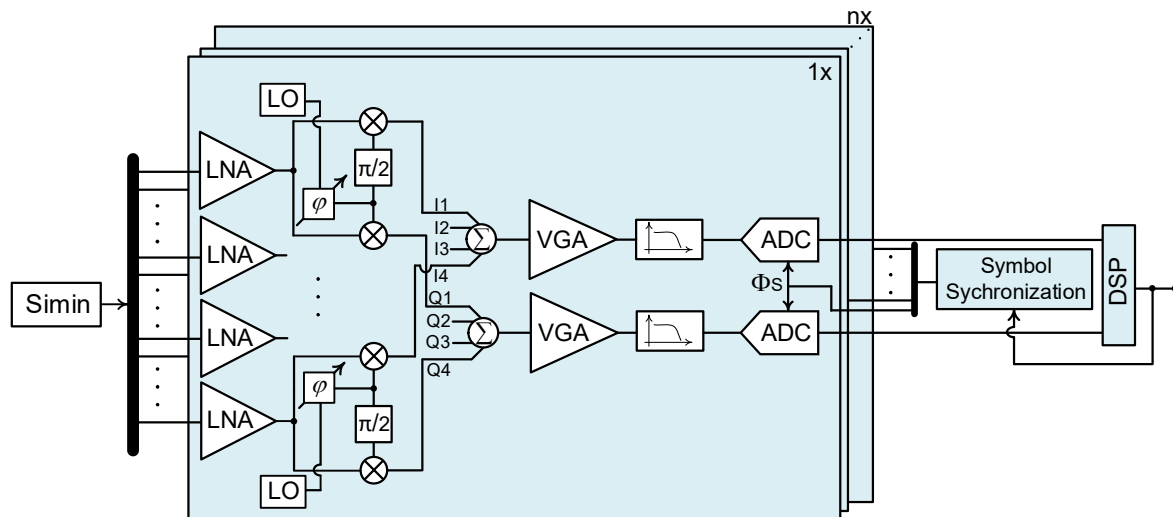 nx
1x
LO
LNA
π/2
φ
I1
I2
I3
I4
Σ
VGA
ADC
LNA
Φs
Symbol
Sychronization
DSP
Simin
Q1
Q2
Q3
Q4
Σ
VGA
ADC
LNA
φ
π/2
LNA
LO